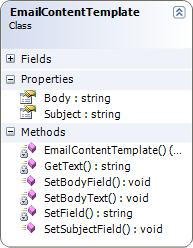 EmailContentTemplate
Class
Fields
Properties
Body : string
Subject : string
Methods
EmailContentTemplate() (...
GetText() : string
SetBodyField() : void
SetBodyText() : void
SetField() : string
SetSubjectField() : void